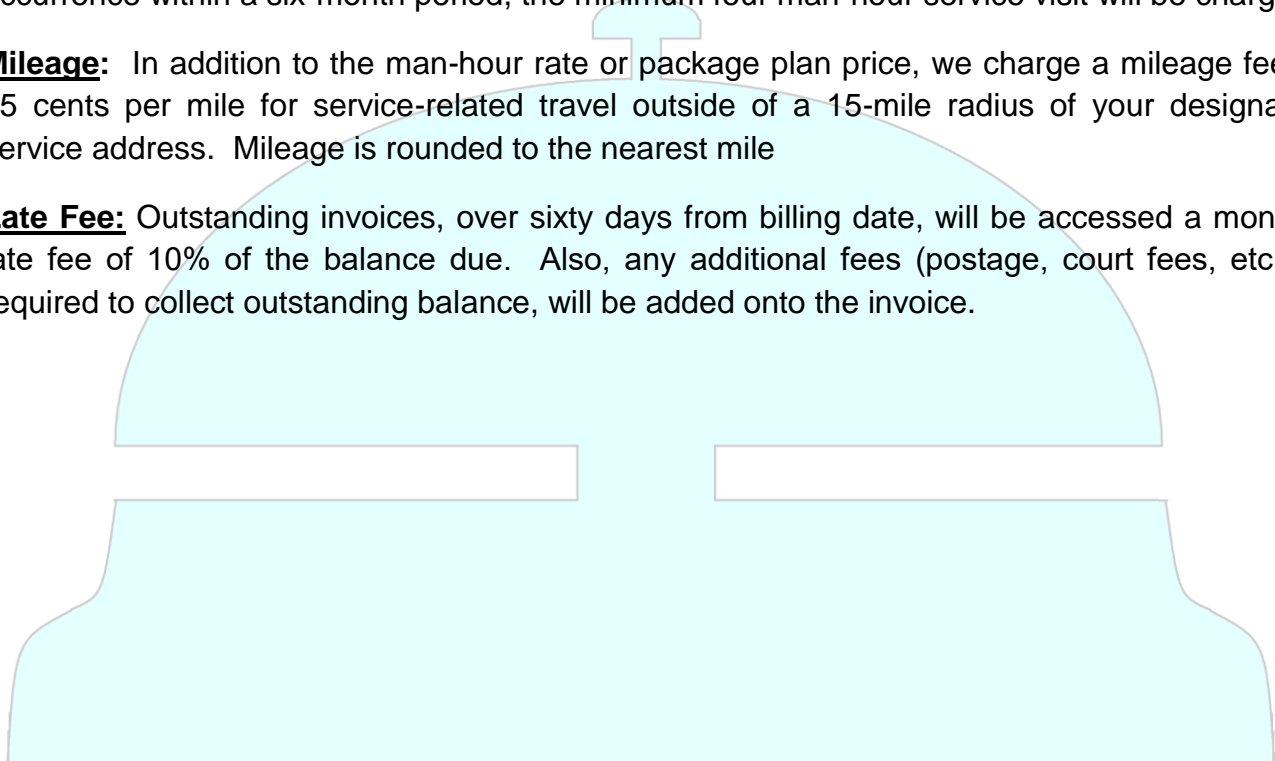 ccurrence within a six-month period, the minimum four man-hour service visit will be charg
Mileage: In addition to the man-hour rate or package plan price, we charge a mileage fee
5 cents per mile for service-related travel outside of a 15-mile radius of your designa
ervice address. Mileage is rounded to the nearest mile
ate Fee: Outstanding invoices, over sixty days from billing date, will be accessed a mon
ate fee of 10% of the balance due. Also, any additional fees (postage, court fees, etc
equired to collect outstanding balance, will be added onto the invoice.